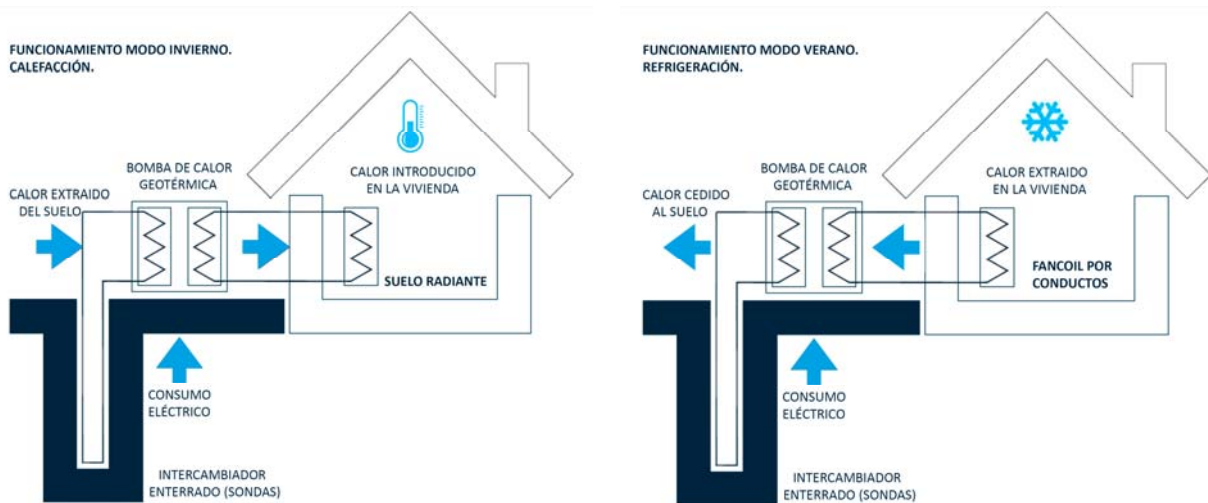 FUNCIONAMIENTO MODO INVIERNO.
CALEFACCIÓN.
BOMBA DE CALOR
GEOTÉRMICA
CALOR INTRODUCIDO
EN LA VIVIENDA
CALOR EXTRAIDO
DEL SUELO
SUELO RADIANTE
CONSUMO
ELÉCTRICO
INTERCAMBIADOR
ENTERRADO (SONDAS)
FUNCIONAMIENTO MODO VERANO.
REFRIGERACIÓN.
BOMBA DE CALOR
GEOTÉRMICA
CALOR EXTRAIDO
EN LA VIVIENDA
CALOR CEDIDO
AL SUELO
FANCOIL POR
CONDUCTOS
CONSUMO
ELÉCTRICO
INTERCAMBIADOR
ENTERRADO (SONDAS)